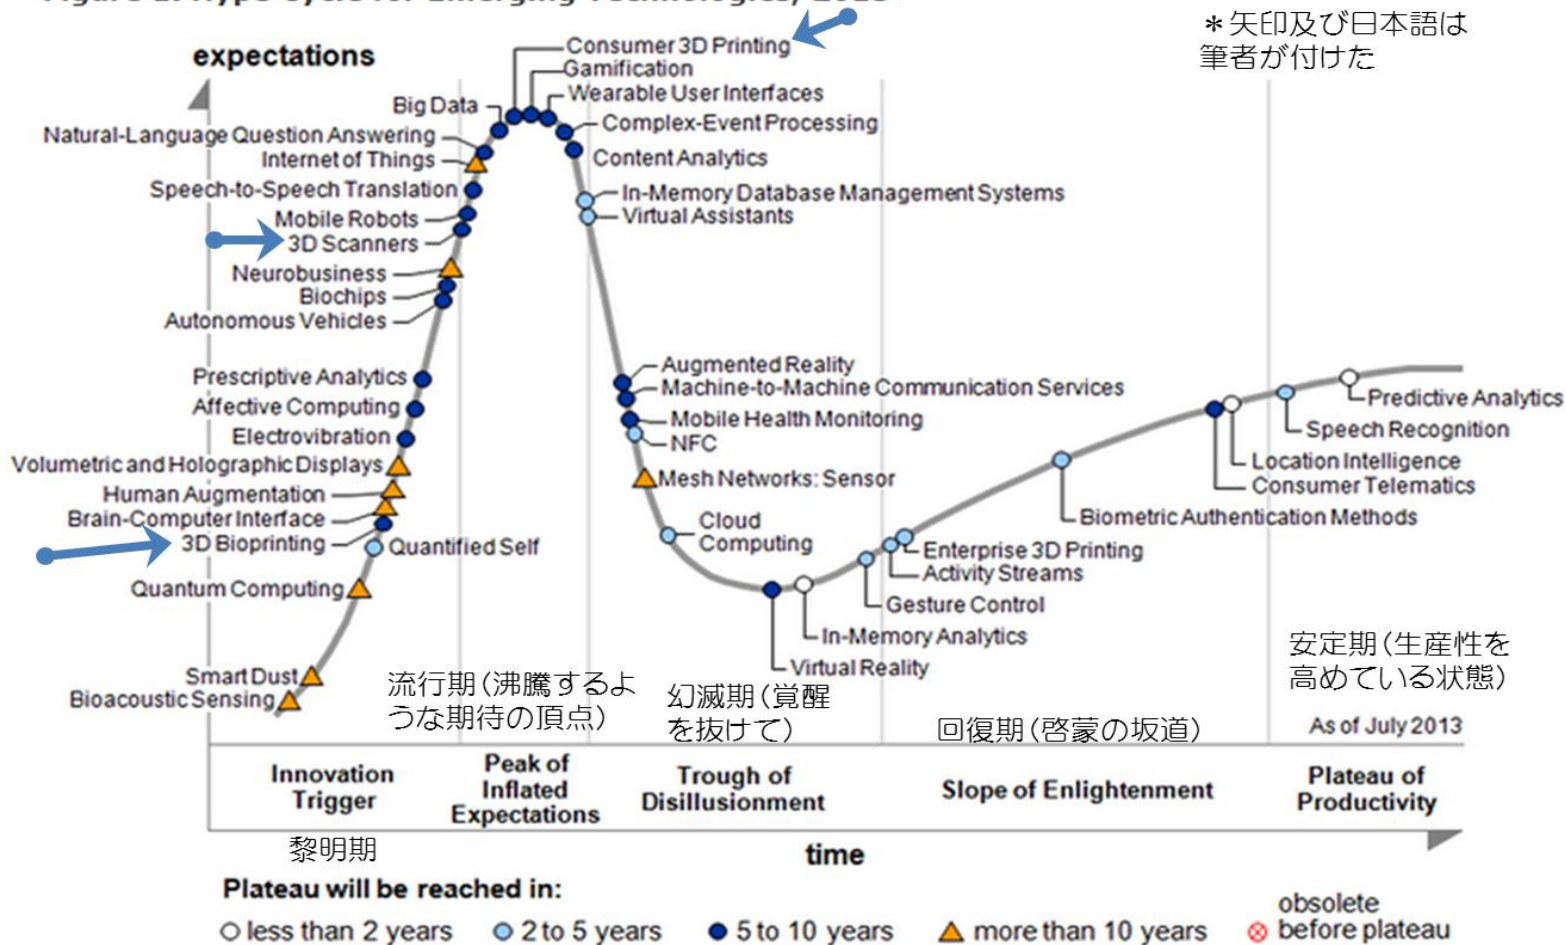 ＊矢印及び日本語は
筆者が付けた
expectations
Consumer 3D Printing
Gamification
Wearable User Interfaces
Big Data
Complex-Event Processing
Natural-Language Question Answering
Content Analytics
Internet of Things
Speech-to-Speech Translation
In-Memory Database Management Systems
Mobile Robots
Virtual Assistants
3D Scanners
Neurobusiness
Biochips
Autonomous Vehicles
Augmented Reality
Prescriptive Analytics
Machine-to-Machine Communication Services
Predictive Analytics
Affective Computing
Mobile Health Monitoring
Speech Recognition
Electrovibration
NFC
Volumetric and Holographic Displays
Location Intelligence
Mesh Networks: Sensor
Consumer Telematics
Human Augmentation
Brain-Computer Interface
Cloud
Computing
Biometric Authentication Methods
3D Bioprinting
Quantified Self
Enterprise 3D Printing
Activity Streams
Quantum Computing
Gesture Control
In-Memory Analytics
Virtual Reality
Smart Dust
Bioacoustic Sensing
流行期（沸騰するよ
うな期待の頂点）
幻滅期（覚醒
を抜けて）
回復期（啓蒙の坂道）
安定期（生産性を
高めている状態）
As of July 2013
Innovation
Trigger
Peak of
Inflated
Expectations
Trough of
Disillusionment
Slope of Enlightenment
Plateau of
Productivity
黎明期
time
Plateau will be reached in:
less than 2 years
2 to 5 years
5 to 10 years
more than 10 years
obsolete
before plateau